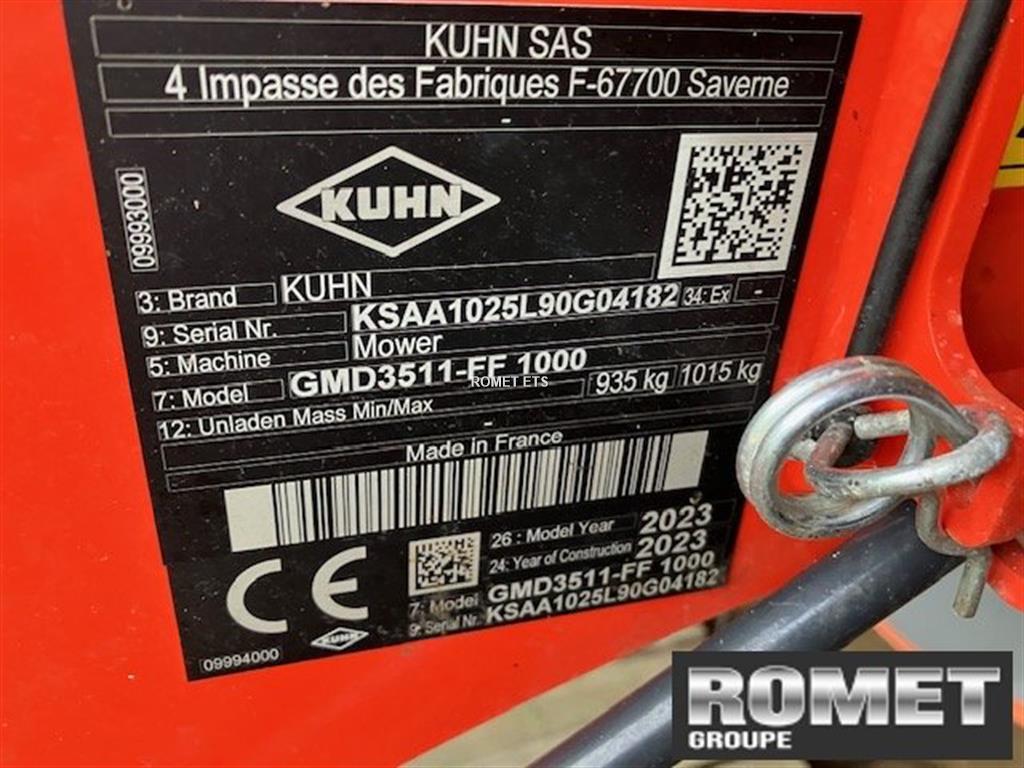 KUHN SAS
4 Impasse des Fabriques F-67700 Saverne
-
KUHN
09993000
3: Brand KUHN
9: Serial Nr. KSAA1025L90G04182 34: Ex -
5: Machine Mower
7: Model GMD3511-FF 1000
ROMET ETS
12: Unladen Mass Min/Max 935 kg 1015 kg
-
Made in France
26 : Model Year 2023
24: Year of Construction 2023
7: Model GMD3511-FF 1000
9: Serial Nr. KSAA1025L90G04182
CE
KUHN
09994000
ROMET
GROUPE